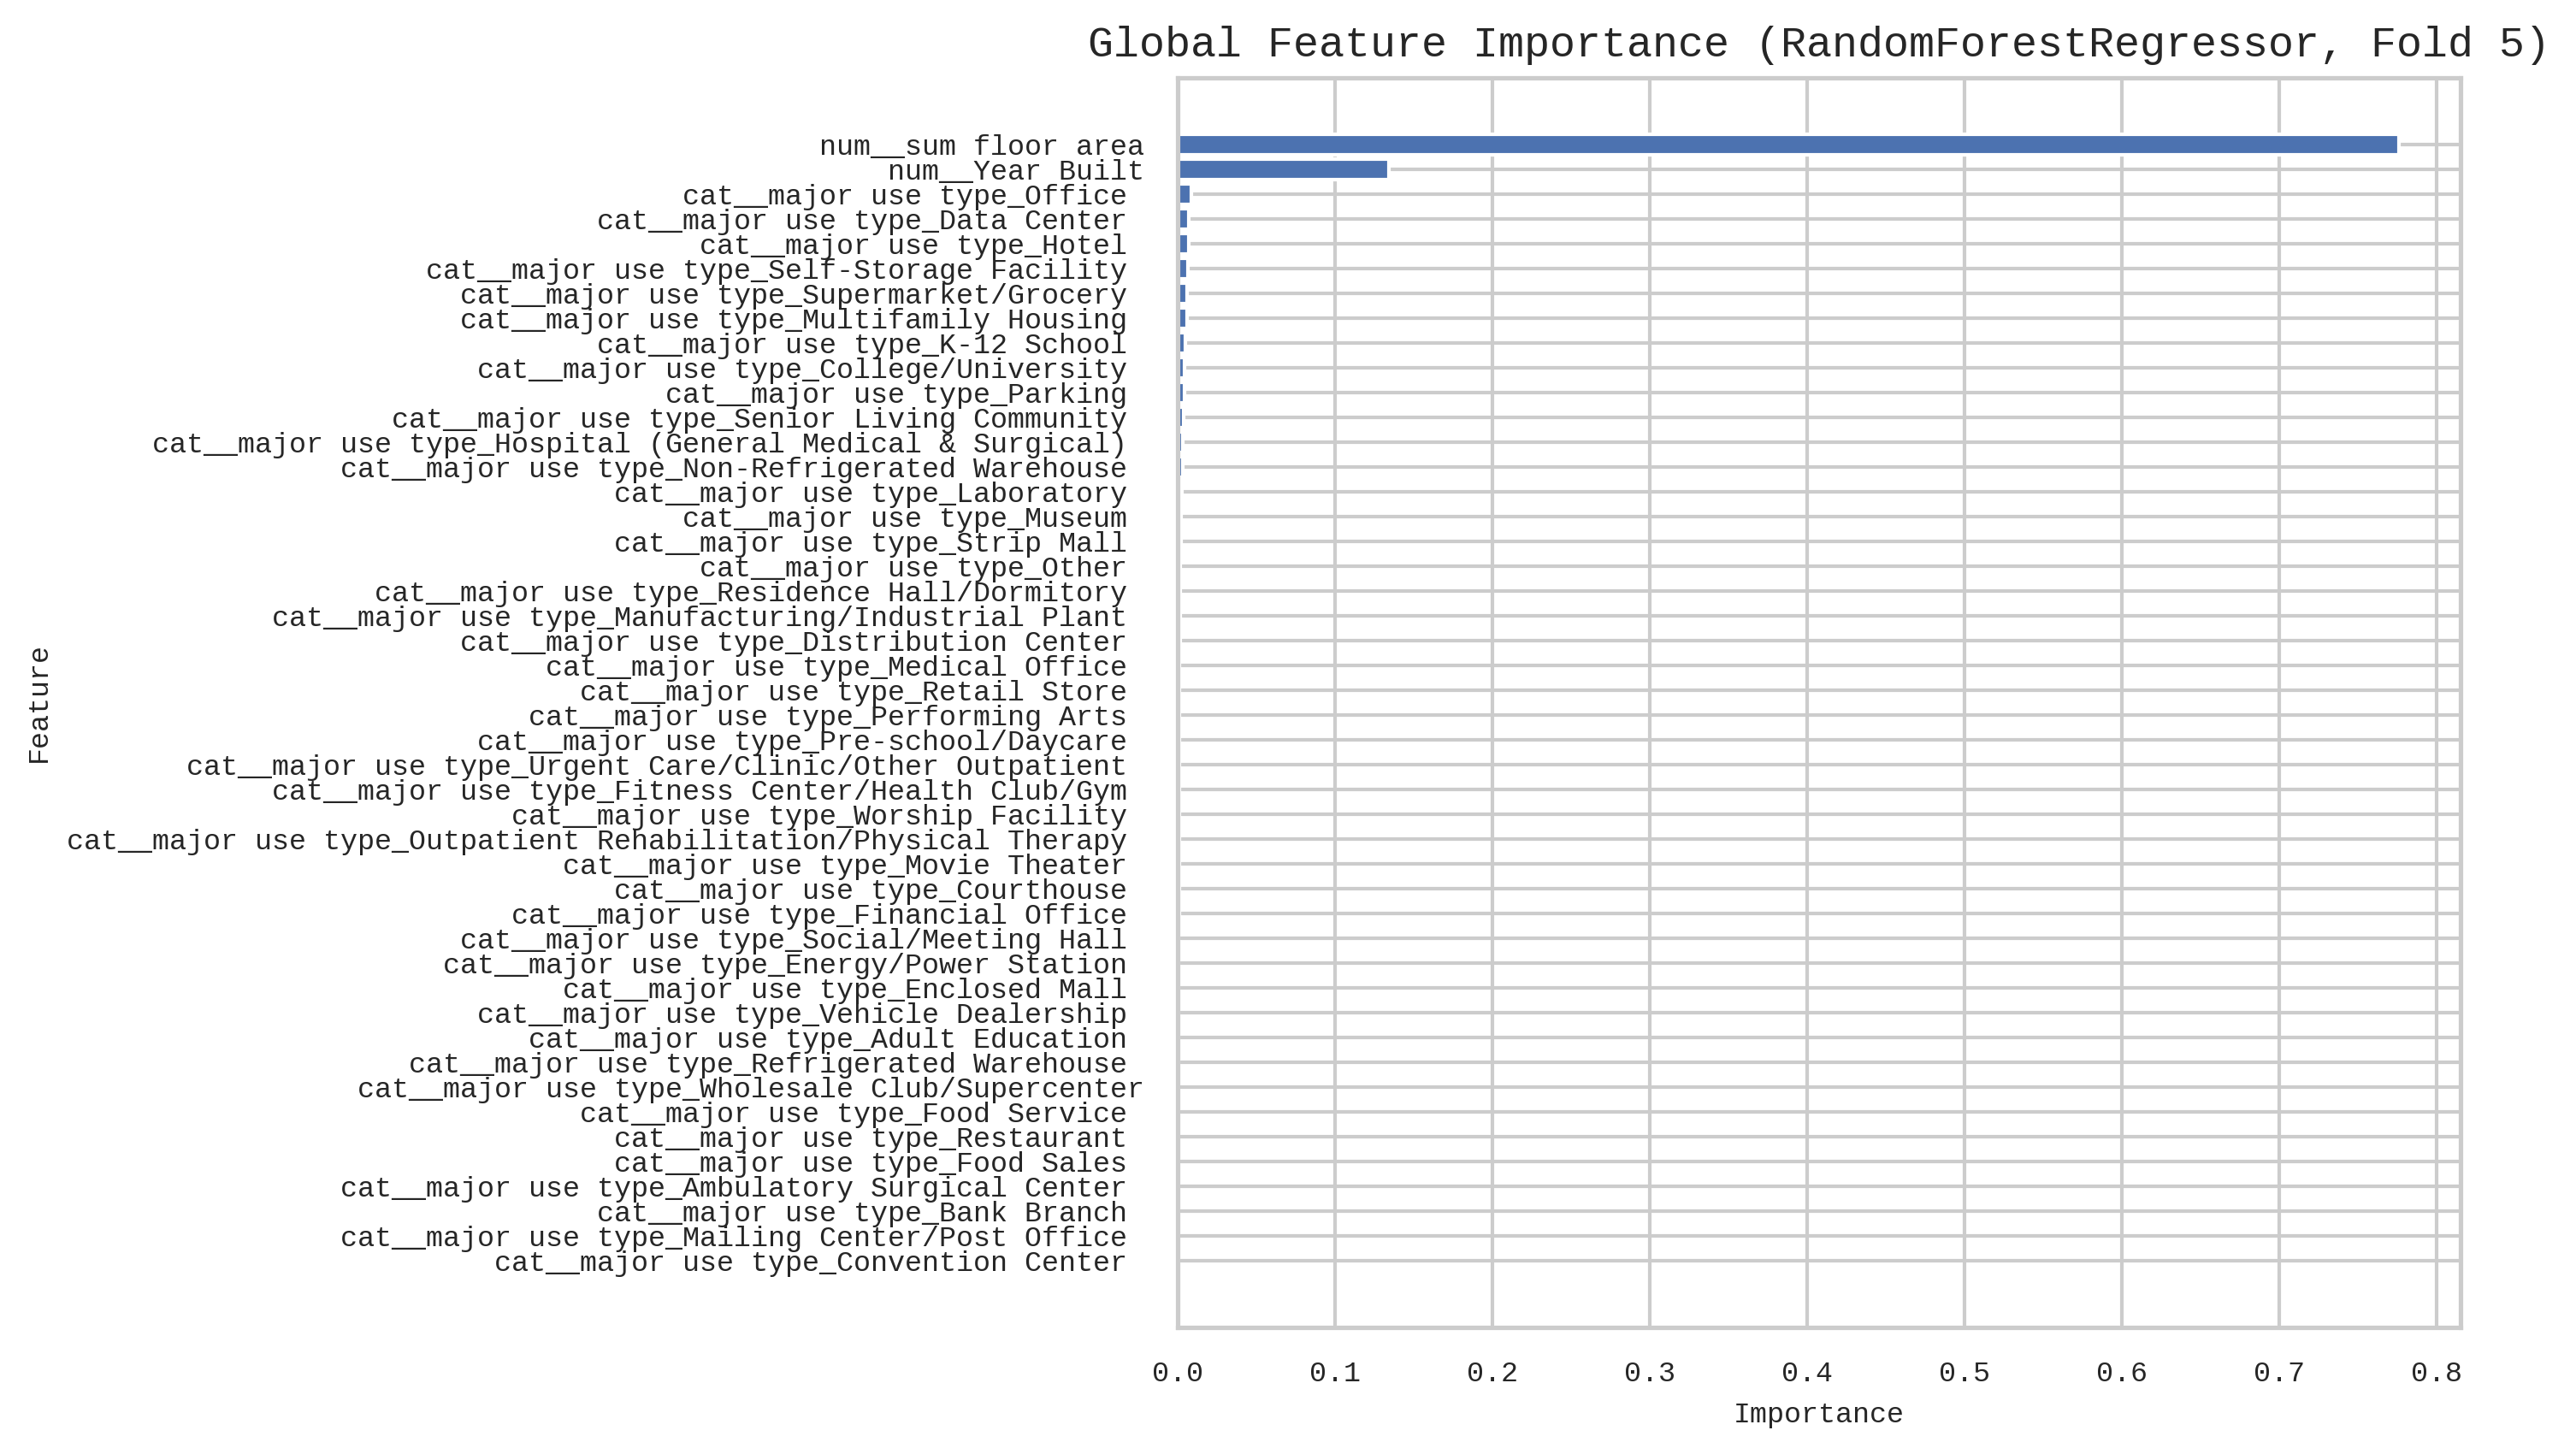 Global Feature Importance (RandomForestRegressor, Fold 5)
num__sum floor area
num__Year Built
cat__major use type_Office
cat__major use type_Data Center
cat__major use type_Hotel
cat__major use type_Self-Storage Facility
cat__major use type_Supermarket/Grocery
cat__major use type_Multifamily Housing
cat__major use type_K-12 School
cat__major use type_College/University
cat__major use type_Parking
cat__major use type_Senior Living Community
cat__major use type_Hospital (General Medical & Surgical)
cat__major use type_Non-Refrigerated Warehouse
cat__major use type_Laboratory
cat__major use type_Museum
cat__major use type_Strip Mall
cat__major use type_Other
cat__major use type_Residence Hall/Dormitory
cat__major use type_Manufacturing/Industrial Plant
cat__major use type_Distribution Center
cat__major use type_Medical Office
cat__major use type_Retail Store
cat__major use type_Performing Arts
cat__major use type_Pre-school/Daycare
cat__major use type_Urgent Care/Clinic/Other Outpatient
cat__major use type_Fitness Center/Health Club/Gym
cat__major use type_Worship Facility
cat__major use type_Outpatient Rehabilitation/Physical Therapy
cat__major use type_Movie Theater
cat__major use type_Courthouse
cat__major use type_Financial Office
cat__major use type_Social/Meeting Hall
cat__major use type_Energy/Power Station
cat__major use type_Enclosed Mall
cat__major use type_Vehicle Dealership
cat__major use type_Adult Education
cat__major use type_Refrigerated Warehouse
cat__major use type_Wholesale Club/Supercenter
cat__major use type_Food Service
cat__major use type_Restaurant
cat__major use type_Food Sales
cat__major use type_Ambulatory Surgical Center
cat__major use type_Bank Branch
cat__major use type_Mailing Center/Post Office
cat__major use type_Convention Center
Feature
0.0 0.1 0.2 0.3 0.4 0.5 0.6 0.7 0.8
Importance